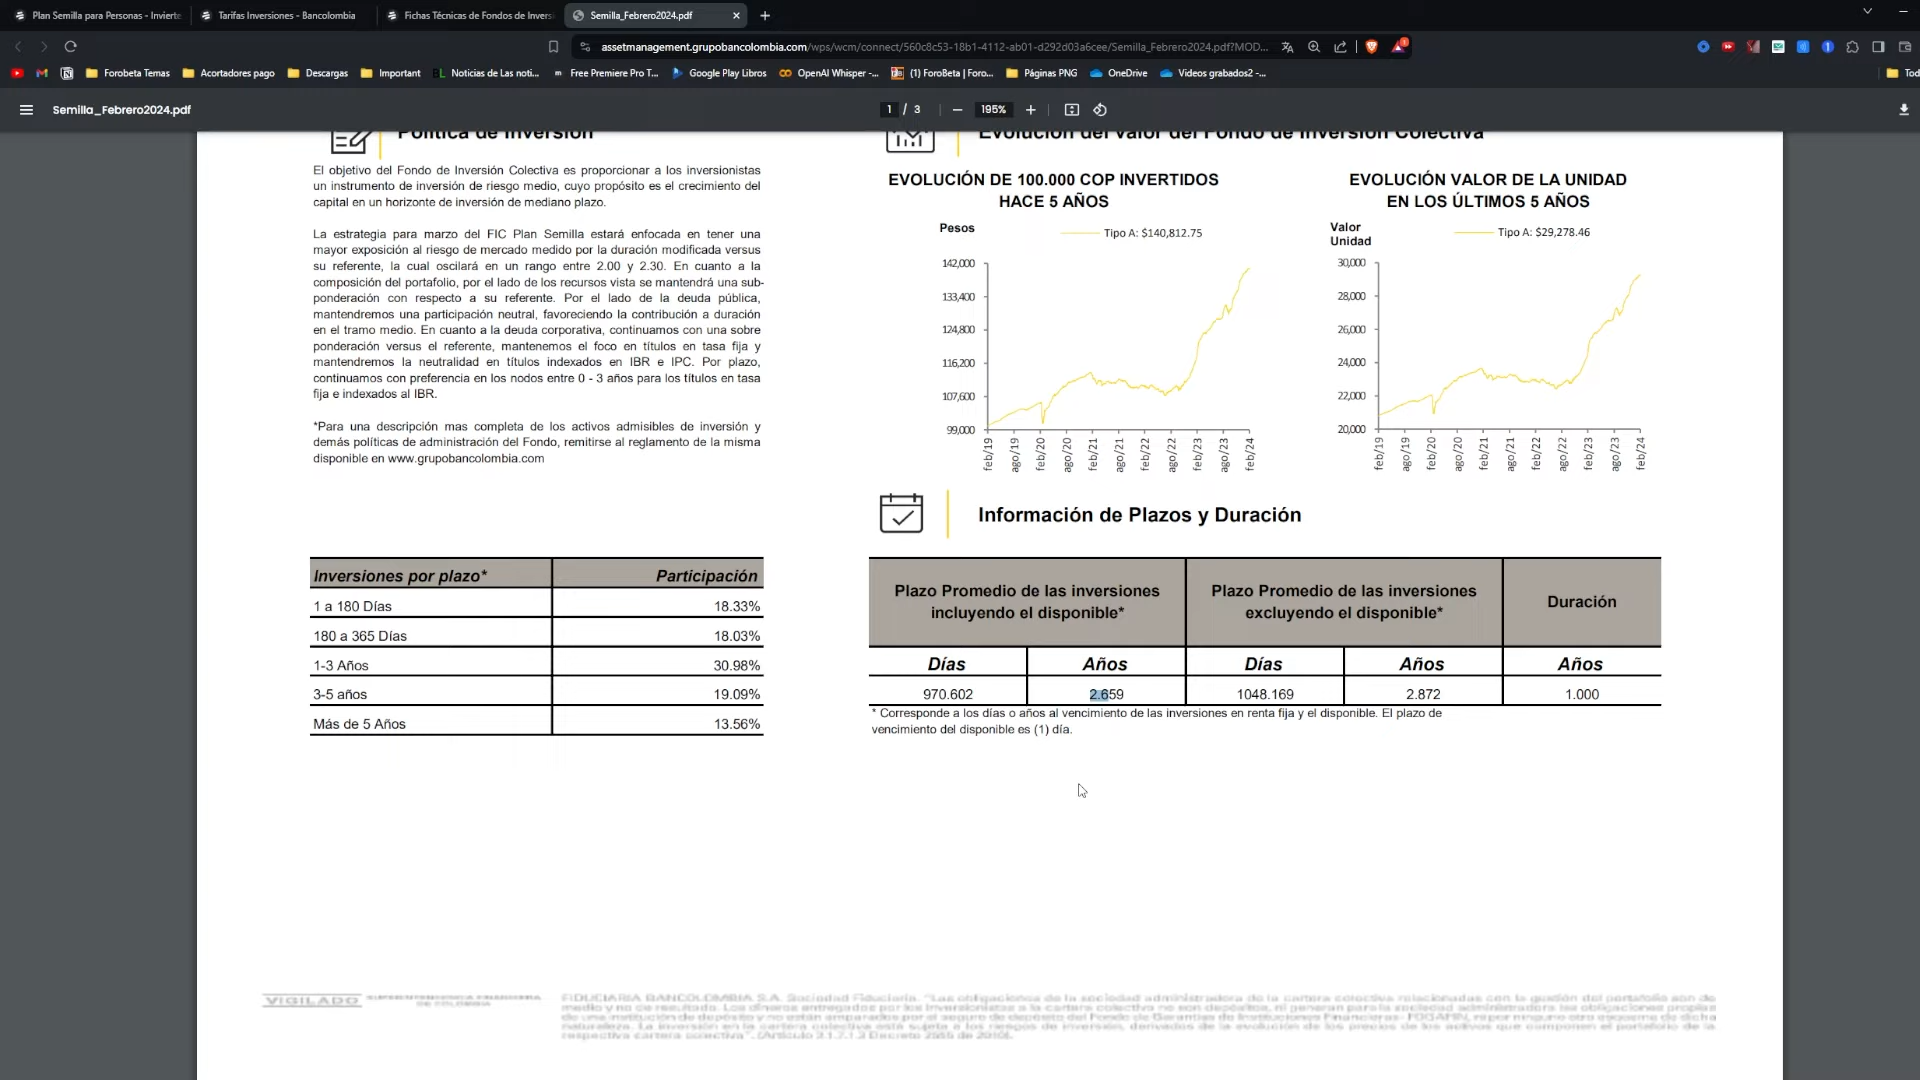 Plan Semilla para Personas - Invierte
Tarifas Inversiones - Bancolombia
Fichas Técnicas de Fondos de Invers
Semilla_Febrero2024.pdf
assetmanagement.grupobancolombia.com/wps/wcm/connect/560c8c53-18b1-4112-ab01-d292d03a6cee/Semilla_Febrero2024.pdf?MOD...
Forobeta Temas
Acortadores pago
Descargas
Important
Noticias de Las noti...
Free Premiere Pro T...
Google Play Libros
OpenAI Whisper -...
(1) ForoBeta | Foro...
Páginas PNG
OneDrive
Videos grabados2 -...
Tod
Semilla_Febrero2024.pdf
1 / 3
195%
Política de Inversión
El objetivo del Fondo de Inversión Colectiva es proporcionar a los inversionistas
un instrumento de inversión de riesgo medio, cuyo propósito es el crecimiento del
capital en un horizonte de inversión de mediano plazo.
La estrategia para marzo del FIC Plan Semilla estará enfocada en tener una
mayor exposición al riesgo de mercado medido por la duración modificada versus
su referente, la cual oscilará en un rango entre 2.00 y 2.30. En cuanto a la
composición del portafolio, por el lado de los recursos vista se mantendrá una sub-
ponderación con respecto a su referente. Por el lado de la deuda pública,
mantendremos una participación neutral, favoreciendo la contribución a duración
en el tramo medio. En cuanto a la deuda corporativa, continuamos con una sobre
ponderación versus el referente, mantenemos el foco en títulos en tasa fija y
mantendremos la neutralidad en títulos indexados en IBR e IPC. Por plazo,
continuamos con preferencia en los nodos entre 0 - 3 años para los títulos en tasa
fija e indexados al IBR.
*Para una descripción mas completa de los activos admisibles de inversión y
demás políticas de administración del Fondo, remitirse al reglamento de la misma
disponible en www.grupobancolombia.com
Inversiones por plazo* Participación
1 a 180 Días 18.33%
180 a 365 Días 18.03%
1-3 Años 30.98%
3-5 años 19.09%
Más de 5 Años 13.56%
Evolución del valor del Fondo de Inversión Colectiva
EVOLUCIÓN DE 100.000 COP INVERTIDOS
HACE 5 AÑOS
Pesos
Tipo A: $140,812.75
142,000
133,400
124,800
116,200
107,600
99,000
feb/19 ago/19 feb/20 ago/20 feb/21 ago/21 feb/22 ago/22 feb/23 ago/23 feb/24
EVOLUCIÓN VALOR DE LA UNIDAD
EN LOS ÚLTIMOS 5 AÑOS
Valor
Unidad
Tipo A: $29,278.46
30,000
28,000
26,000
24,000
22,000
20,000
feb/19 ago/19 feb/20 ago/20 feb/21 ago/21 feb/22 ago/22 feb/23 ago/23 feb/24
Información de Plazos y Duración
Plazo Promedio de las inversiones
incluyendo el disponible*
Plazo Promedio de las inversiones
excluyendo el disponible*
Duración
Días Años Días Años Años
970.602 2.659 1048.169 2.872 1.000
* Corresponde a los días o años al vencimiento de las inversiones en renta fija y el disponible. El plazo de
vencimiento del disponible es (1) día.
VIGILADO
FIDUCIARIA BANCOLOMBIA S.A. Sociedad Fiduciaria.